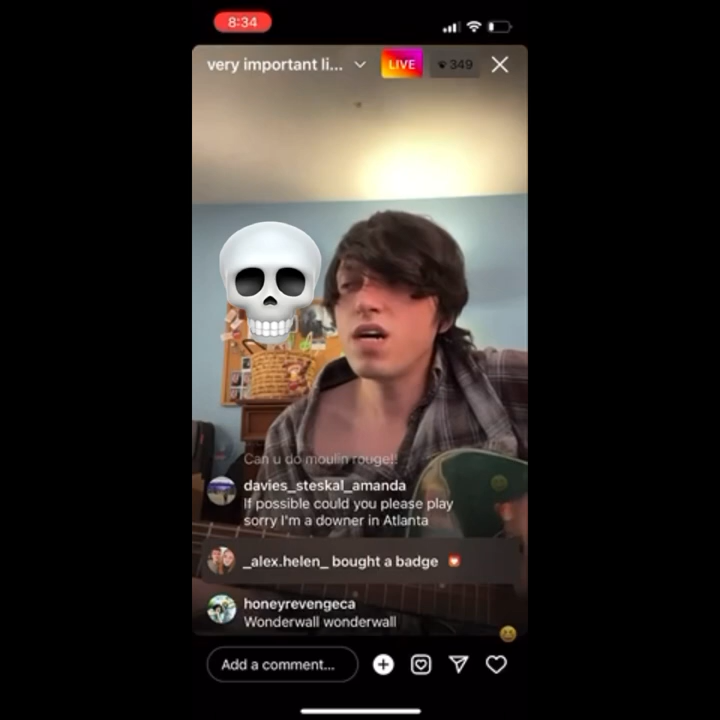 8:34
very important li...
LIVE
349
Can u do moulin rouge!!
davies_steskal_amanda
If possible could you please play
sorry I'm a downer in Atlanta
_alex.helen_ bought a badge
honeyrevengeca
Wonderwall wonderwall
Add a comment...